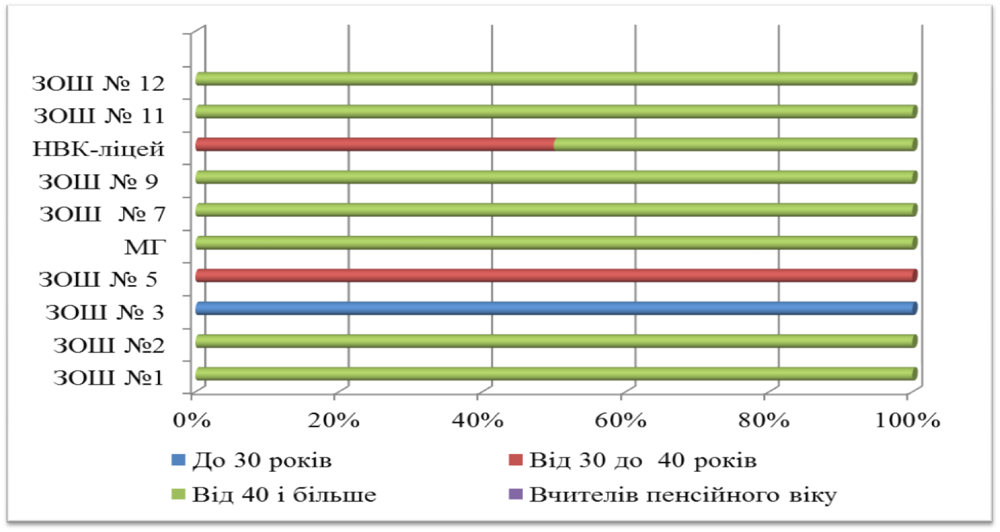 ЗОШ № 12
ЗОШ № 11
НВК-ліцей
ЗОШ № 9
ЗОШ № 7
МГ
ЗОШ № 5
ЗОШ № 3
ЗОШ №2
ЗОШ №1
0% 20% 40% 60% 80% 100%
До 30 років Від 30 до 40 років
Від 40 і більше Вчителів пенсійного віку